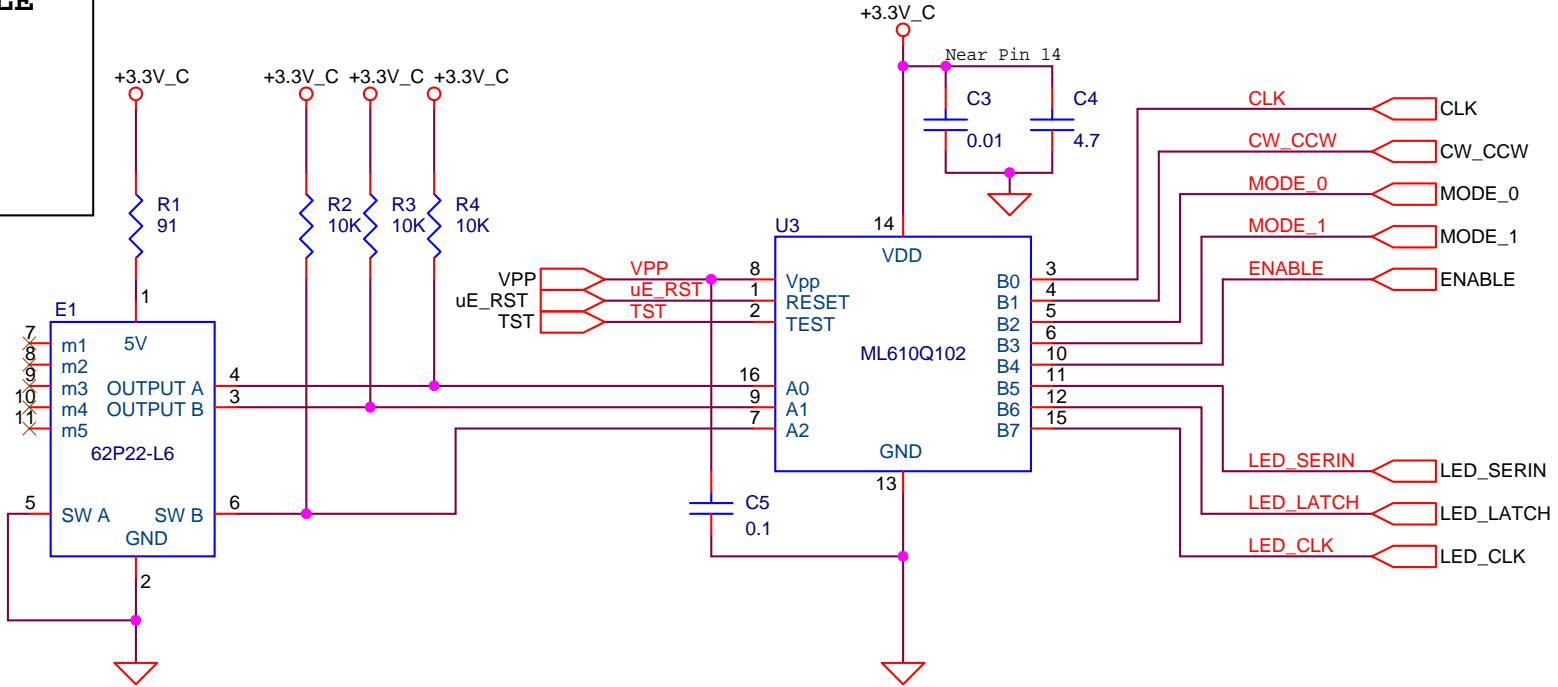 +3.3V_C
Near Pin 14
+3.3V_C
+3.3V_C
+3.3V_C
+3.3V_C
C3
0.01
C4
4.7
R1
91
R2
10K
R3
10K
R4
10K
CLK
CLK
CW_CCW
CW_CCW
MODE_0
MODE_0
MODE_1
MODE_1
ENABLE
ENABLE
U3
14
VDD
VPP
VPP
8
Vpp
uE_RST
uE_RST
1
RESET
TST
TST
2
TEST
ML610Q102
16
A0
9
A1
7
A2
GND
13
B0
3
B1
4
B2
5
B3
6
B4
10
B5
11
B6
12
B7
15
E1
1
5V
7
m1
8
m2
9
m3
10
m4
11
m5
OUTPUT A
4
OUTPUT B
3
62P22-L6
5
SW A
SW B
6
GND
2
C5
0.1
LED_SERIN
LED_SERIN
LED_LATCH
LED_LATCH
LED_CLK
LED_CLK